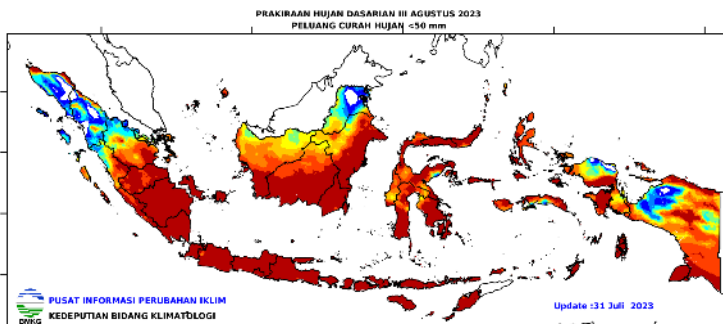 PRAKIRAAN HUJAN DASARIAN III AGUSTUS 2023
PELUANG CURAH HUJAN <50 mm
PUSAT INFORMASI PERUBAHAN IKLIM
KEDEPUTIAN BIDANG KLIMATOLOGI
BMKG
Update :31 Juli 2023